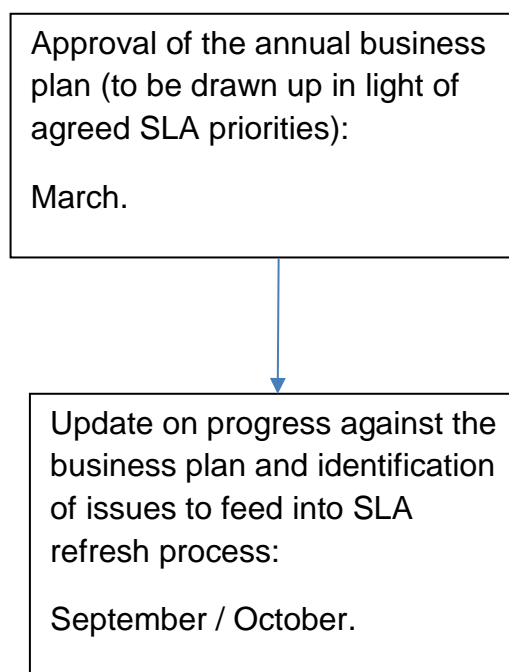 Approval of the annual business
plan (to be drawn up in light of
agreed SLA priorities):
March.
Update on progress against the
business plan and identification
of issues to feed into SLA
refresh process:
September / October.